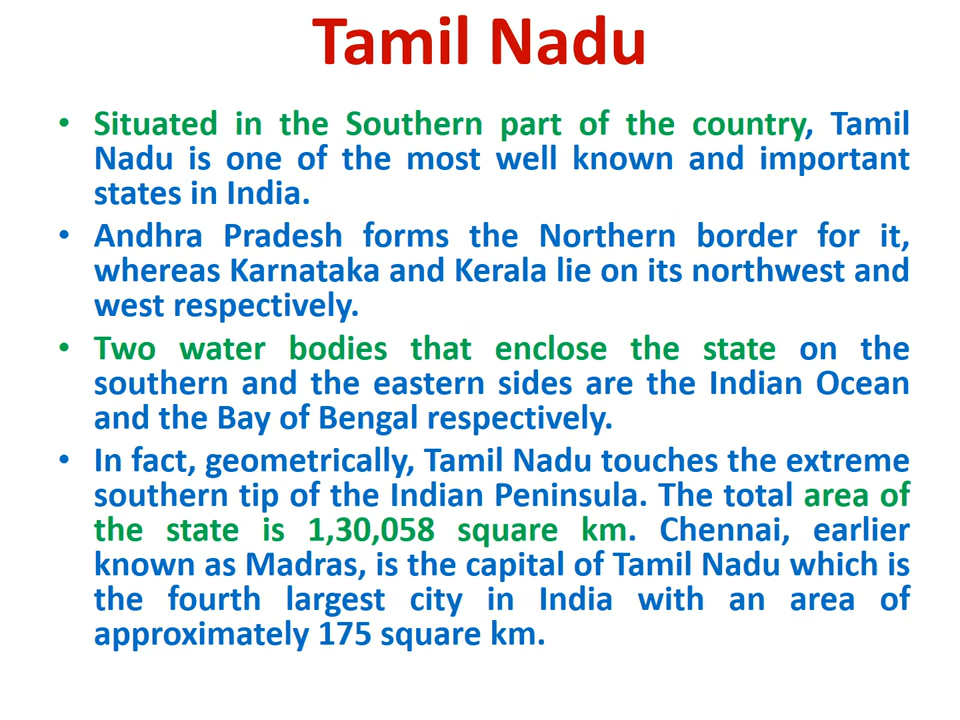 Tamil Nadu
• Situated in the Southern part of the country, Tamil
Nadu is one of the most well known and important
states in India.
• Andhra Pradesh forms the Northern border for it,
whereas Karnataka and Kerala lie on its northwest and
west respectively.
• Two water bodies that enclose the state on the
southern and the eastern sides are the Indian Ocean
and the Bay of Bengal respectively.
• In fact, geometrically, Tamil Nadu touches the extreme
southern tip of the Indian Peninsula. The total area of
the state is 1,30,058 square km. Chennai, earlier
known as Madras, is the capital of Tamil Nadu which is
the fourth largest city in India with an area of
approximately 175 square km.